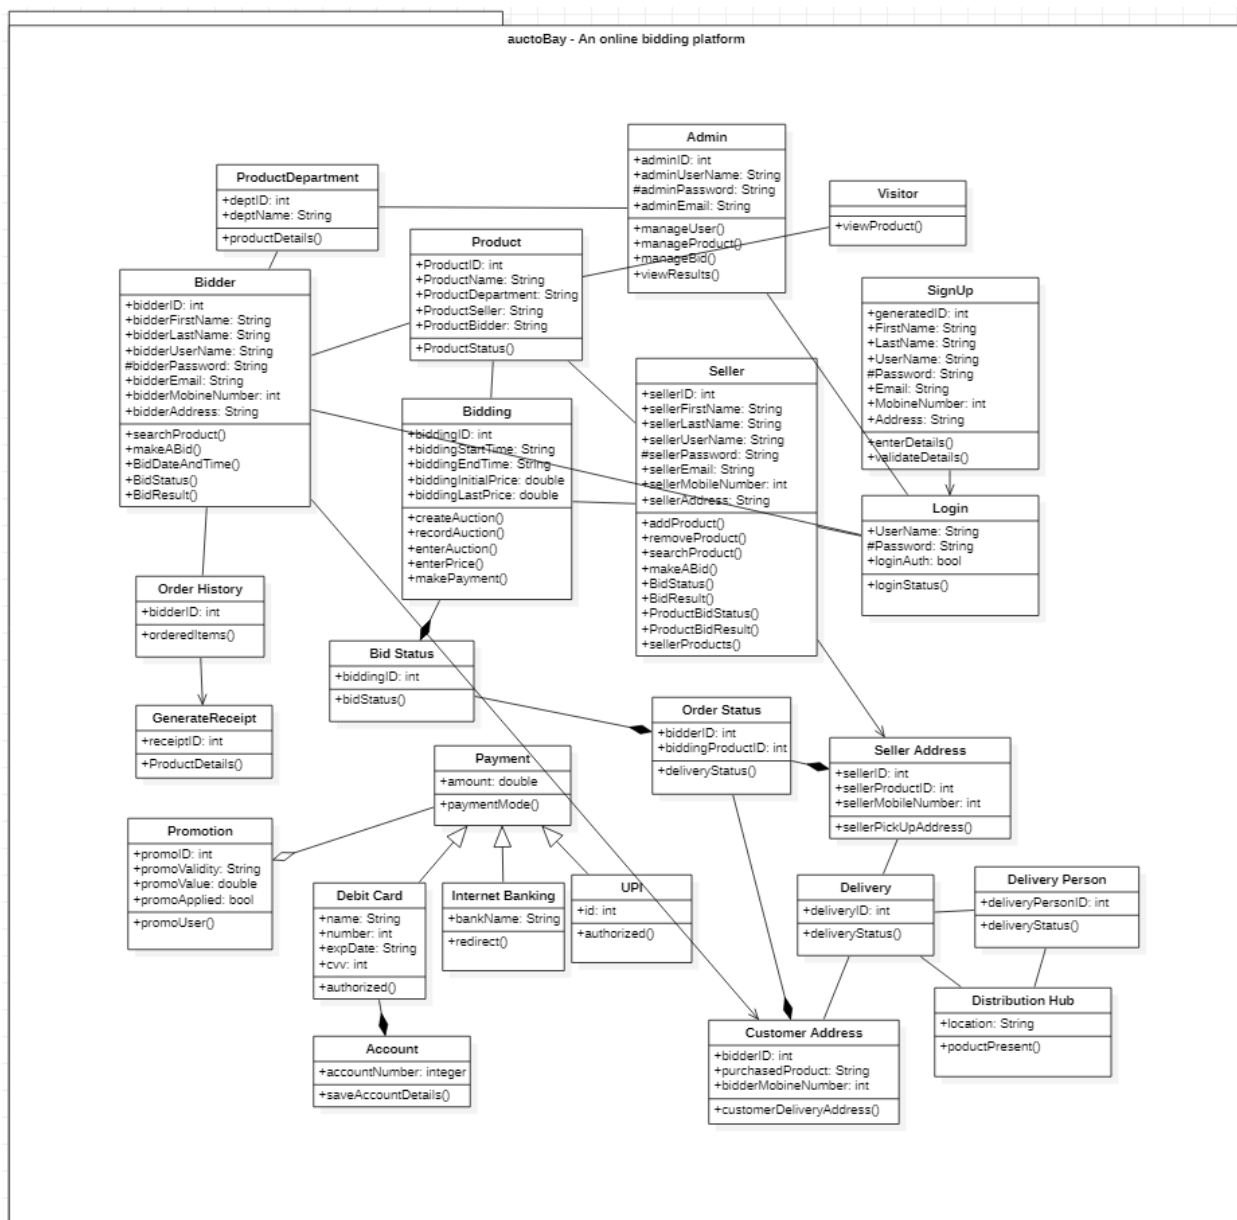 auctoBay - An online bidding platform
Admin
+adminID: int
+adminUserName: String
#adminPassword: String
+adminEmail: String
+manageUser()
+manageProduct()
+manageBid()
+viewResults()
ProductDepartment
+deptID: int
+deptName: String
+productDetails()
Visitor
+viewProduct()
Product
+ProductID: int
+ProductName: String
+ProductDepartment: String
+ProductSeller: String
+ProductBidder: String
+ProductStatus()
Bidder
+bidderID: int
+bidderFirstName: String
+bidderLastName: String
+bidderUserName: String
#bidderPassword: String
+bidderEmail: String
+bidderMobineNumber: int
+bidderAddress: String
+searchProduct()
+makeABid()
+BidDateAndTime()
+BidStatus()
+BidResult()
SignUp
+generatedID: int
+FirstName: String
+LastName: String
+UserName: String
#Password: String
+Email: String
+MobineNumber: int
+Address: String
+enterDetails()
+validateDetails()
Seller
+sellerID: int
+sellerFirstName: String
+sellerLastName: String
+sellerUserName: String
#sellerPassword: String
+sellerEmail: String
+sellerMobileNumber: int
+sellerAddress: String
+addProduct()
+removeProduct()
+searchProduct()
+makeABid()
+BidStatus()
+BidResult()
+ProductBidStatus()
+ProductBidResult()
+sellerProducts()
Bidding
+biddingID: int
+biddingStartTime: String
+biddingEndTime: String
+biddingInitialPrice: double
+biddingLastPrice: double
+createAuction()
+recordAuction()
+enterAuction()
+enterPrice()
+makePayment()
Login
+UserName: String
#Password: String
+loginAuth: bool
+loginStatus()
Order History
+bidderID: int
+orderedItems()
Bid Status
+biddingID: int
+bidStatus()
GenerateReceipt
+receiptID: int
+ProductDetails()
Order Status
+bidderID: int
+biddingProductID: int
+deliveryStatus()
Seller Address
+sellerID: int
+sellerProductID: int
+sellerMobileNumber: int
+sellerPickUpAddress()
Payment
+amount: double
+paymentMode()
Promotion
+promoID: int
+promoValidity: String
+promoValue: double
+promoApplied: bool
+promoUser()
Debit Card
+name: String
+number: int
+expDate: String
+cvv: int
+authorized()
Internet Banking
+bankName: String
+redirect()
UPI
+id: int
+authorized()
Delivery
+deliveryID: int
+deliveryStatus()
Delivery Person
+deliveryPersonID: int
+deliveryStatus()
Distribution Hub
+location: String
+poductPresent()
Account
+accountNumber: integer
+saveAccountDetails()
Customer Address
+bidderID: int
+purchasedProduct: String
+bidderMobineNumber: int
+customerDeliveryAddress()